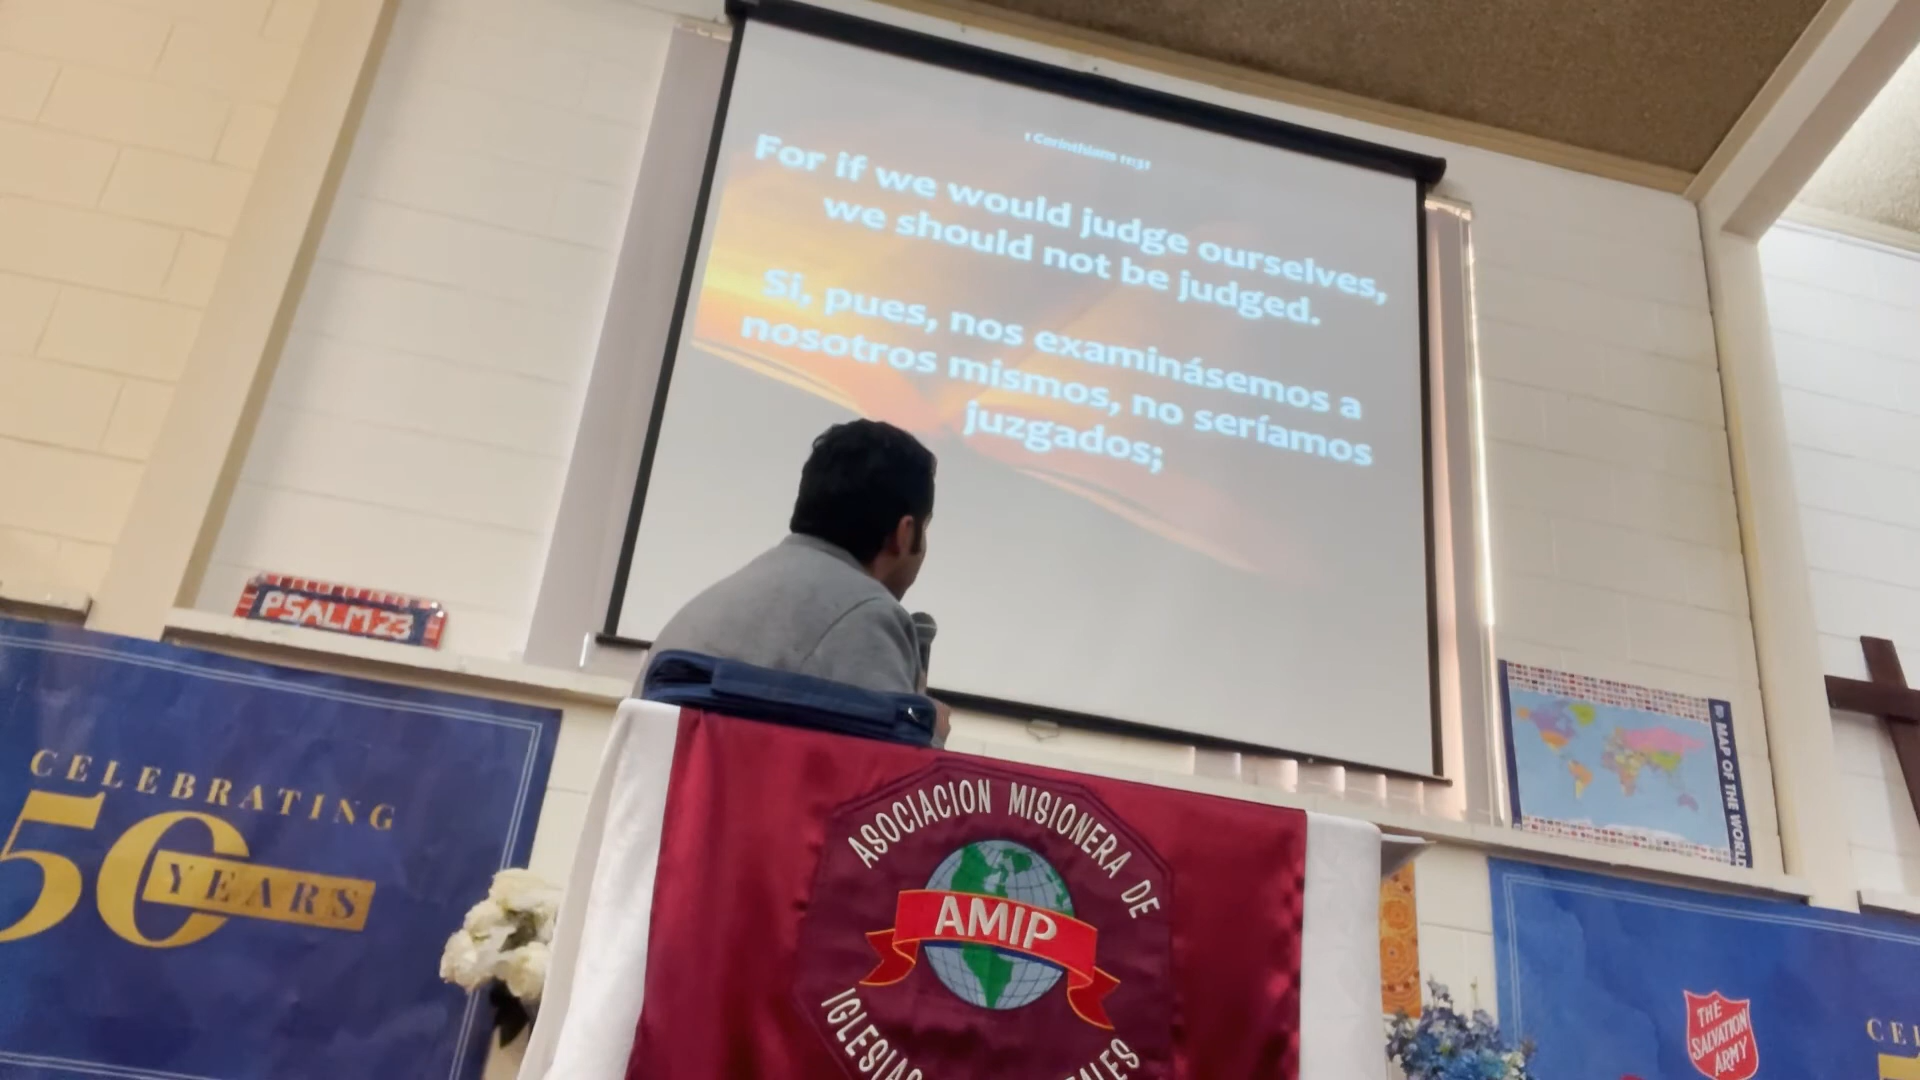 1 Corinthians 11:31
For if we would judge ourselves,
we should not be judged.
Si, pues, nos examinásemos a
nosotros mismos, no seríamos
juzgados;
PSALM 23
CELEBRATING
50
YEARS
ASOCIACION MISIONERA DE
AMIP
IGLESIAS
MAP OF THE WORLD
THE
SALVATION
ARMY